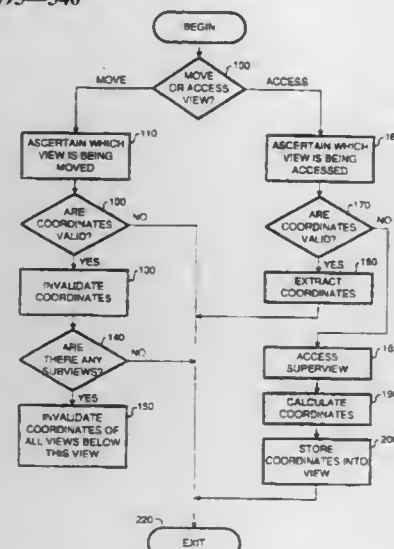 BEGIN
100
MOVE
MOVE
OR ACCESS
VIEW?
ACCESS
110
ASCERTAIN WHICH
VIEW IS BEING
MOVED
ASCERTAIN WHICH
VIEW IS BEING
ACCESSED
ARE
COORDINATES
VALID?
NO
170
ARE
COORDINATES
VALID?
NO
YES
130
INVALIDATE
COORDINATES
YES
180
EXTRACT
COORDINATES
140
ARE
THERE ANY
SUBVIEWS?
NO
ACCESS
SUPERVIEW
YES
150
INVALIDATE
COORDINATES OF
ALL VIEWS BELOW
THIS VIEW
CALCULATE
COORDINATES
200
STORE
COORDINATES INTO
VIEW
220
EXIT